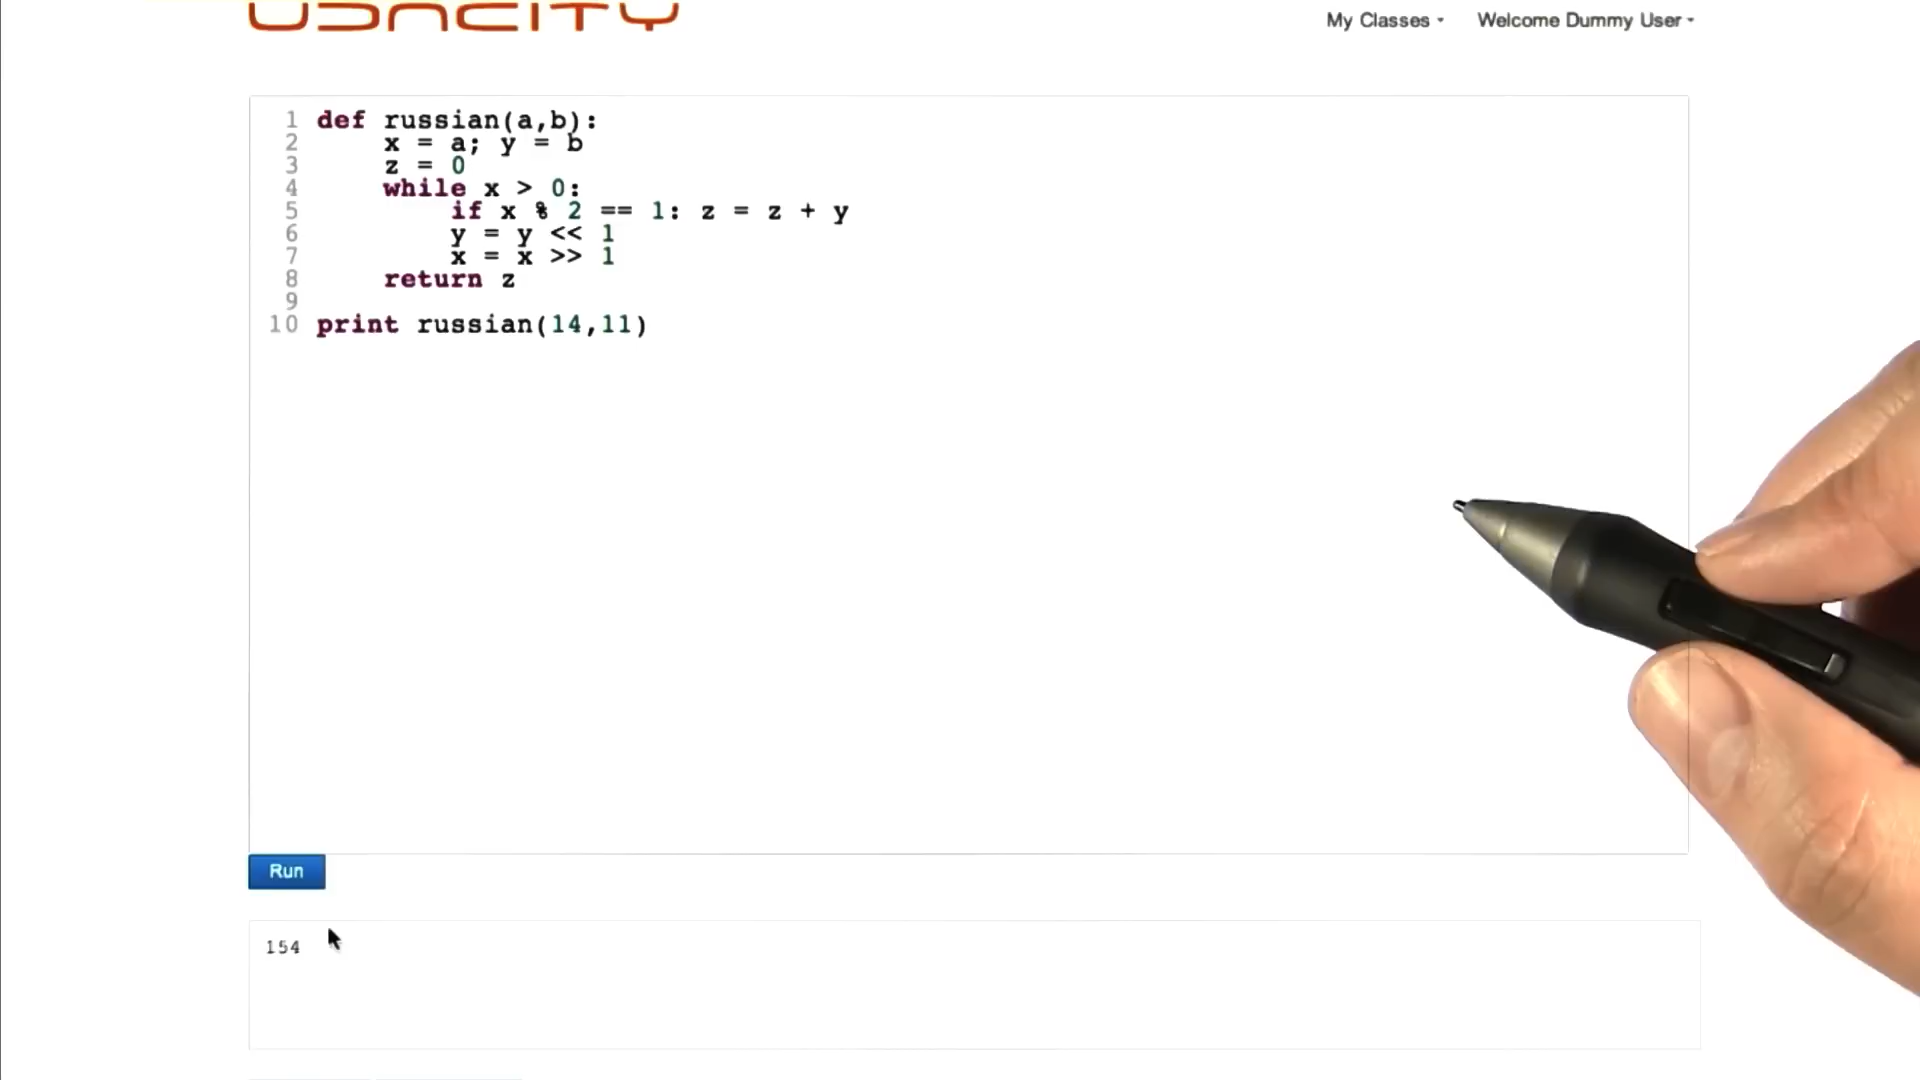 UDACITY
My Classes
Welcome Dummy User
1 def russian(a,b):
2 x = a; y = b
3 z = 0
4 while x > 0:
5 if x % 2 == 1: z = z + y
6 y = y << 1
7 x = x >> 1
8 return z
9
10 print russian(14,11)
Run
154